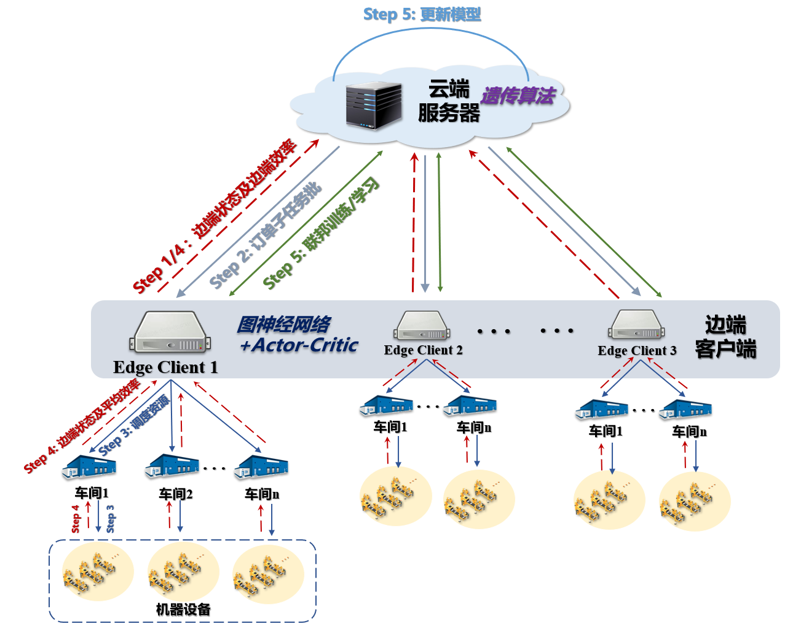 Step 5: 更新模型
云端
服务器
遗传算法
Step 1/4：边端状态及边端效率
Step 2: 订单子任务批
Step 5: 联邦训练/学习
图神经网络
+Actor-Critic
边端
客户端
Edge Client 1
Edge Client 2
Edge Client 3
Step 4: 边端状态及平均效率
Step 3: 调度资源
车间1
车间n
车间1
车间n
车间1
车间2
车间n
Step 4
Step 3
机器设备